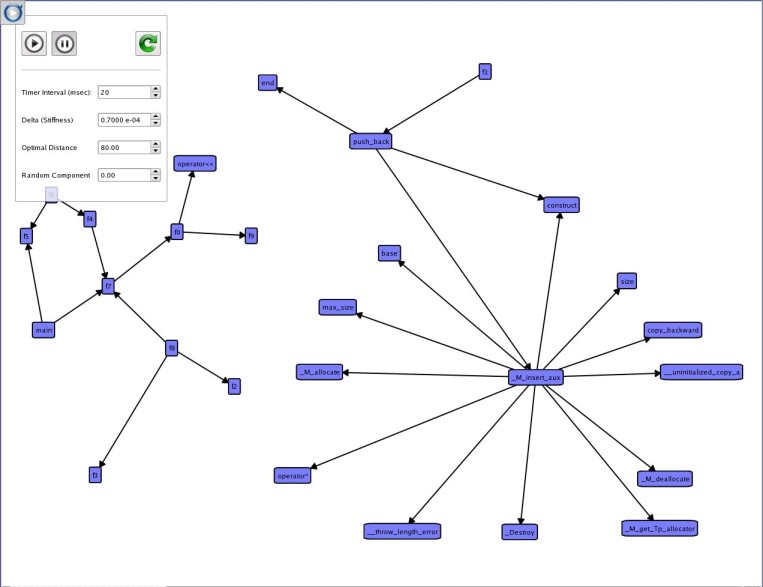 Timer Interval (msec):
20
Delta (Stiffness)
0.7000 e-04
Optimal Distance
80.00
Random Component
0.00
end
f1
push_back
operator<<
construct
f4
f5
f0
f9
base
size
f7
max_size
main
copy_backward
f8
_M_allocate
_M_insert_aux
__uninitialized_copy_a
f2
f3
operator*
_M_deallocate
__throw_length_error
_Destroy
_M_get_Tp_allocator